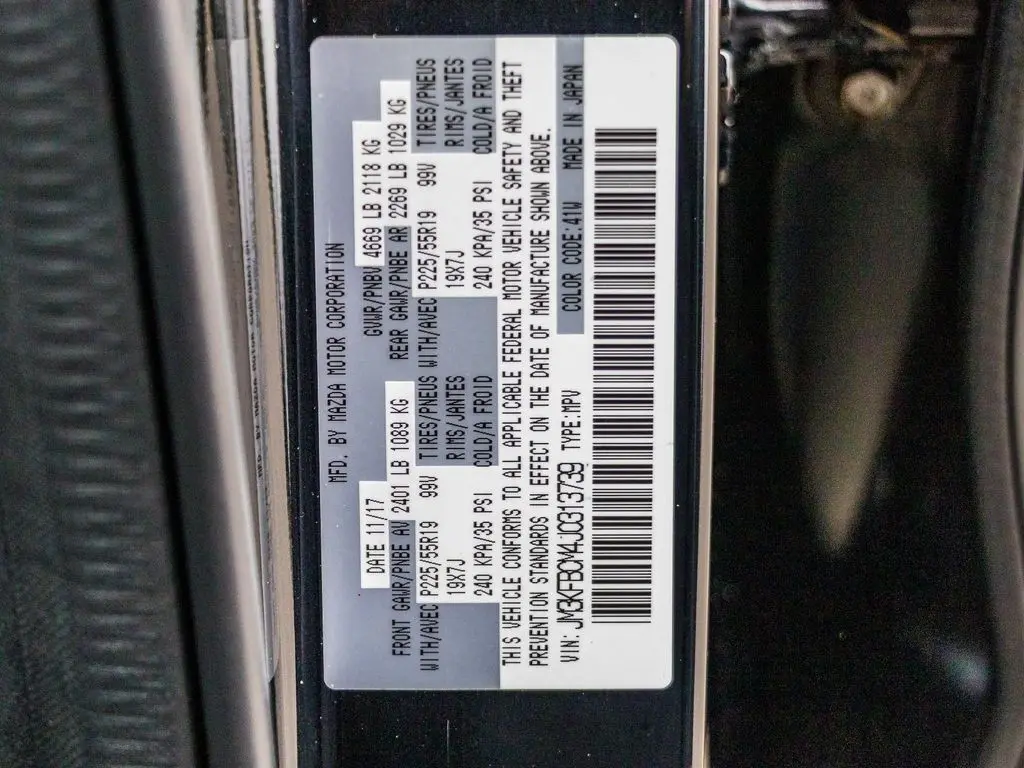 MFD. BY MAZDA MOTOR CORPORATION
DATE 11/17 GVWR/PNBV 4669 LB 2118 KG
FRONT GAWR/PNBE AV 2401 LB 1089 KG REAR GAWR/PNBE AR 2269 LB 1029 KG
WITH/AVEC P225/55R19 99V TIRES/PNEUS WITH/AVEC P225/55R19 99V TIRES/PNEUS
19X7J RIMS/JANTES 19X7J RIMS/JANTES
240 KPA/35 PSI COLD/A FROID 240 KPA/35 PSI COLD/A FROID
THIS VEHICLE CONFORMS TO ALL APPLICABLE FEDERAL MOTOR VEHICLE SAFETY AND THEFT
PREVENTION STANDARDS IN EFFECT ON THE DATE OF MANUFACTURE SHOWN ABOVE.
VIN: JM3KFBCM4J0313739 TYPE:MPV COLOR CODE:41W MADE IN JAPAN